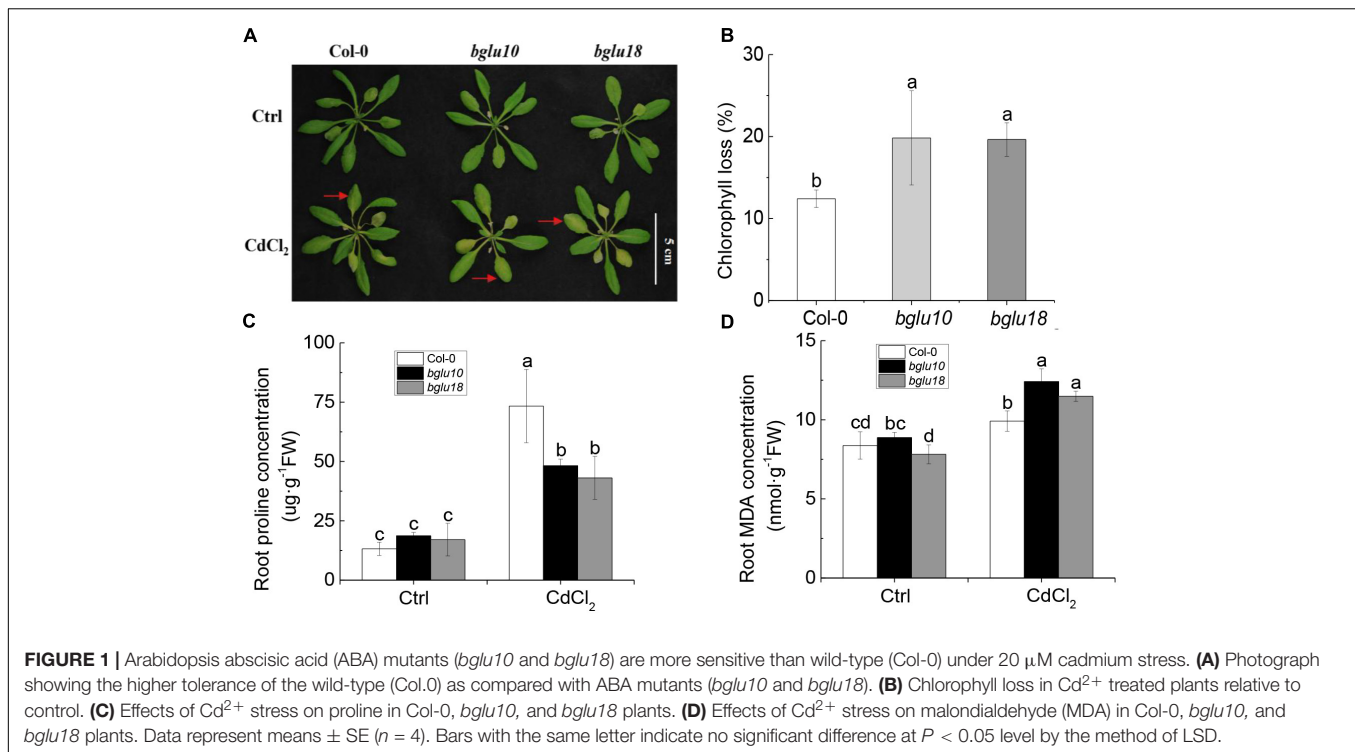 A
Col-0 bglu10 bglu18
Ctrl
CdCl₂
5 cm
B
Chlorophyll loss (%)
30
20
10
0
b
a
a
Col-0 bglu10 bglu18
C
Root proline concentration
(ug·g⁻¹FW)
100
75
50
25
0
Col-0
bglu10
bglu18
c c c
a b b
Ctrl CdCl₂
D
Root MDA concentration
(nmol·g⁻¹FW)
15
10
5
0
Col-0
bglu10
bglu18
cd bc d
b a a
Ctrl CdCl₂
FIGURE 1 | Arabidopsis abscisic acid (ABA) mutants (bglu10 and bglu18) are more sensitive than wild-type (Col-0) under 20 μM cadmium stress. (A) Photograph
showing the higher tolerance of the wild-type (Col.0) as compared with ABA mutants (bglu10 and bglu18). (B) Chlorophyll loss in Cd²⁺ treated plants relative to
control. (C) Effects of Cd²⁺ stress on proline in Col-0, bglu10, and bglu18 plants. (D) Effects of Cd²⁺ stress on malondialdehyde (MDA) in Col-0, bglu10, and
bglu18 plants. Data represent means ± SE (n = 4). Bars with the same letter indicate no significant difference at P < 0.05 level by the method of LSD.